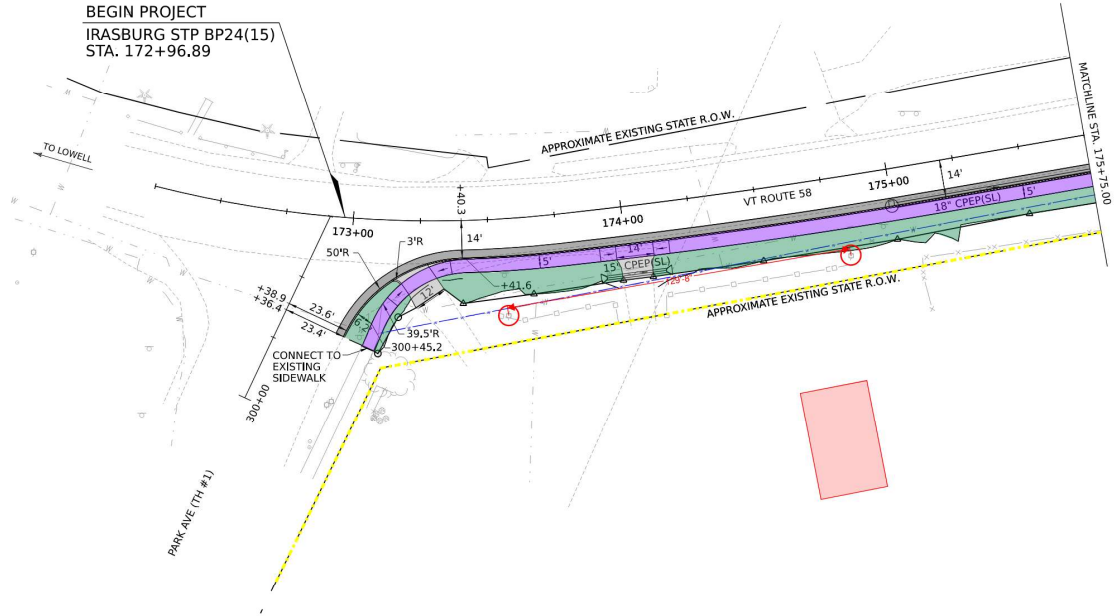 BEGIN PROJECT
IRASBURG STP BP24(15)
STA. 172+96.89
TO LOWELL
APPROXIMATE EXISTING STATE R.O.W.
MATCHLINE STA. 175+75.00
+40.3
173+00
174+00
VT ROUTE 58
175+00
14'
50'R
3'R
14'
5'
14'
18" CPEP(SL)
5'
15" CPEP(SL)
+41.6
12'
+38.9
+36.4
23.6'
23.4'
39.5'R
300+45.2
CONNECT TO
EXISTING
SIDEWALK
APPROXIMATE EXISTING STATE R.O.W.
300+00
PARK AVE (TH #1)